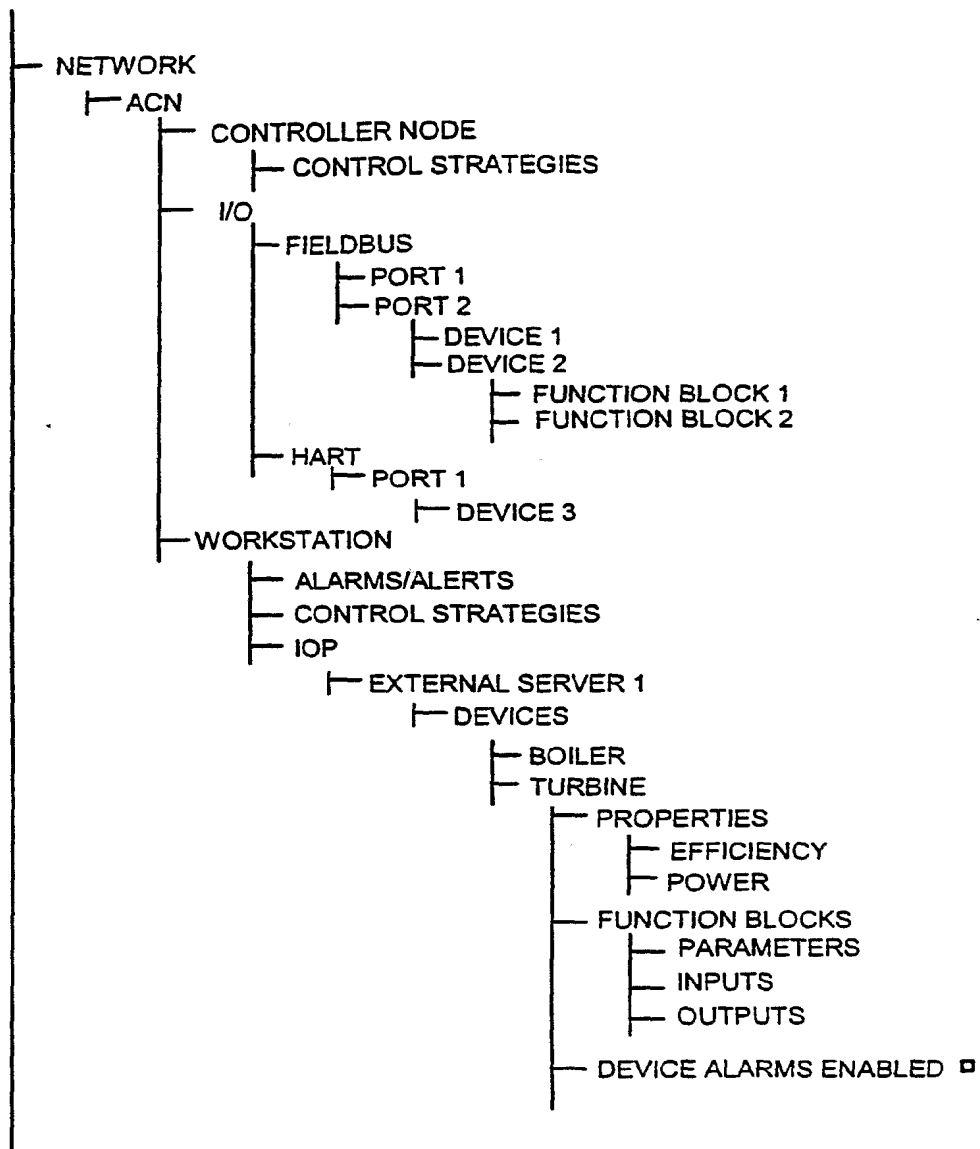 NETWORK
ACN
CONTROLLER NODE
CONTROL STRATEGIES
I/O
FIELDBUS
PORT 1
PORT 2
DEVICE 1
DEVICE 2
FUNCTION BLOCK 1
FUNCTION BLOCK 2
HART
PORT 1
DEVICE 3
WORKSTATION
ALARMS/ALERTS
CONTROL STRATEGIES
IOP
EXTERNAL SERVER 1
DEVICES
BOILER
TURBINE
PROPERTIES
EFFICIENCY
POWER
FUNCTION BLOCKS
PARAMETERS
INPUTS
OUTPUTS
DEVICE ALARMS ENABLED